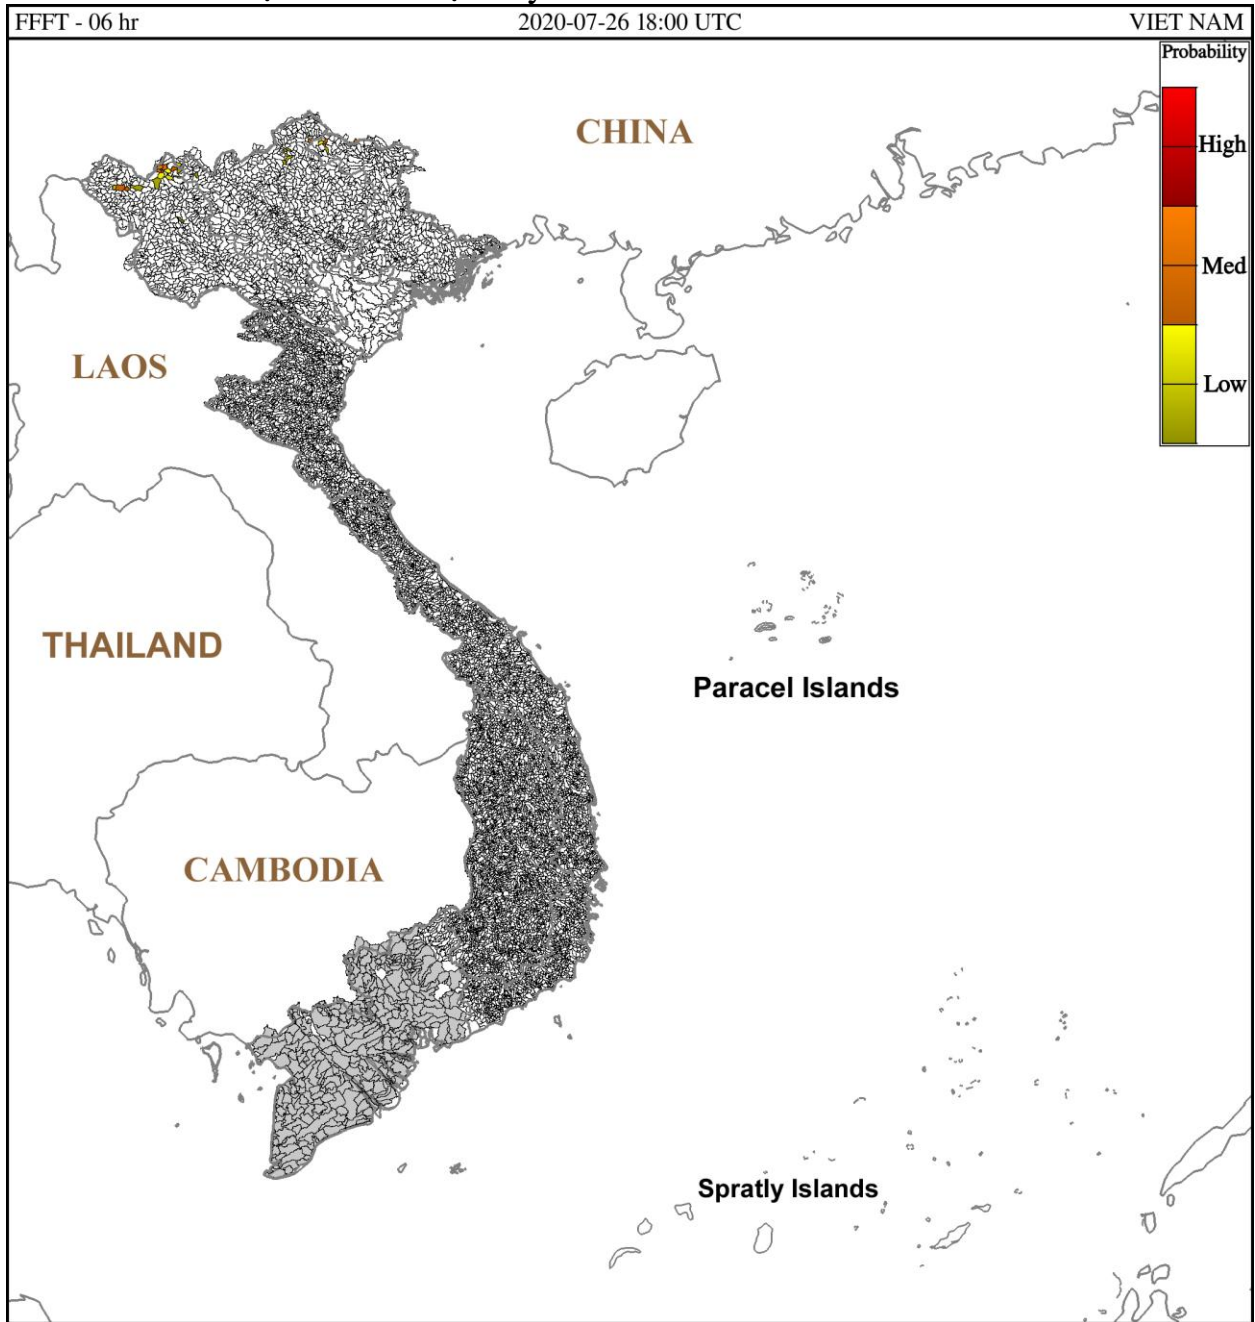 FFFT - 06 hr 2020-07-26 18:00 UTC VIET NAM
Probability
CHINA
High
Med
LAOS
Low
THAILAND
Paracel Islands
CAMBODIA
Spratly Islands